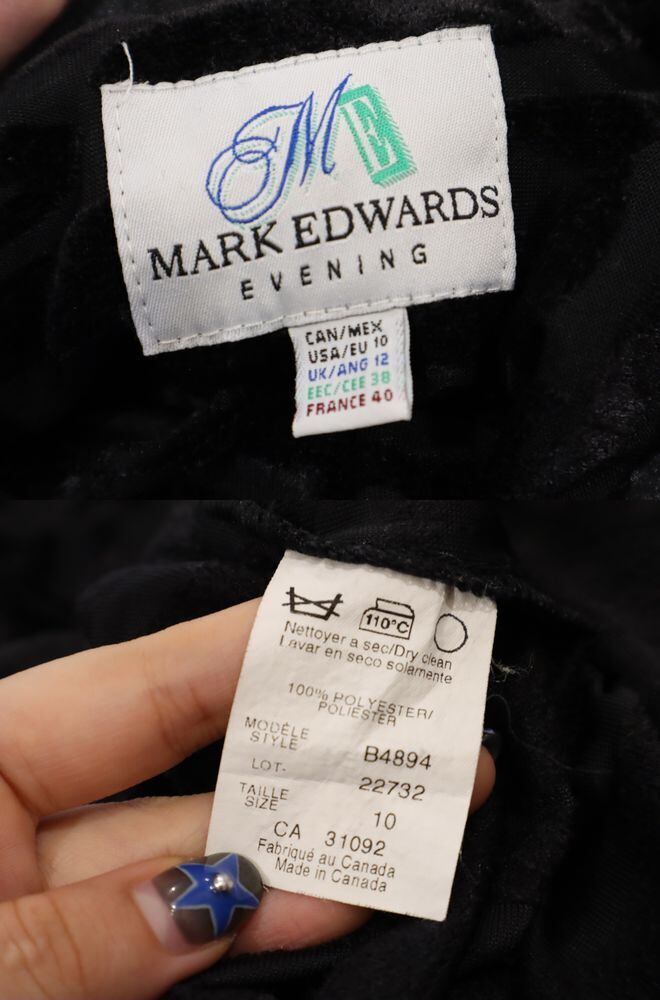 ME
MARK EDWARDS
EVENING
CAN/MEX
USA/EU 10
UK/ANG 12
EEC/CEE 38
FRANCE 40
110°C
Nettoyer a sec/Dry clean
Lavar en seco solamente
100% POLYESTER/
POLIESTER
MODÈLE
STYLE B4894
LOT- 22732
TAILLE
SIZE 10
CA 31092
Fabriqué au Canada
Made in Canada